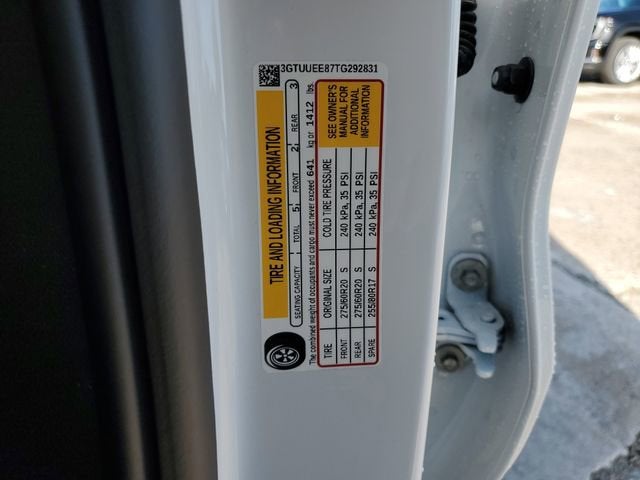 3GTUUEE87TG292831
TIRE AND LOADING INFORMATION
SEATING CAPACITY TOTAL 5 FRONT 2 REAR 3
The combined weight of occupants and cargo must never exceed 641 kg or 1412 lbs.
TIRE ORIGINAL SIZE COLD TIRE PRESSURE
FRONT 275/60R20 S 240 kPa, 35 PSI
REAR 275/60R20 S 240 kPa, 35 PSI
SPARE 255/80R17 S 240 kPa, 35 PSI
SEE OWNER'S
MANUAL FOR
ADDITIONAL
INFORMATION